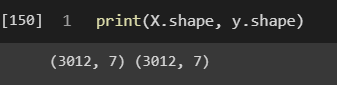 [150] 1 print(X.shape, y.shape)
(3012, 7) (3012, 7)